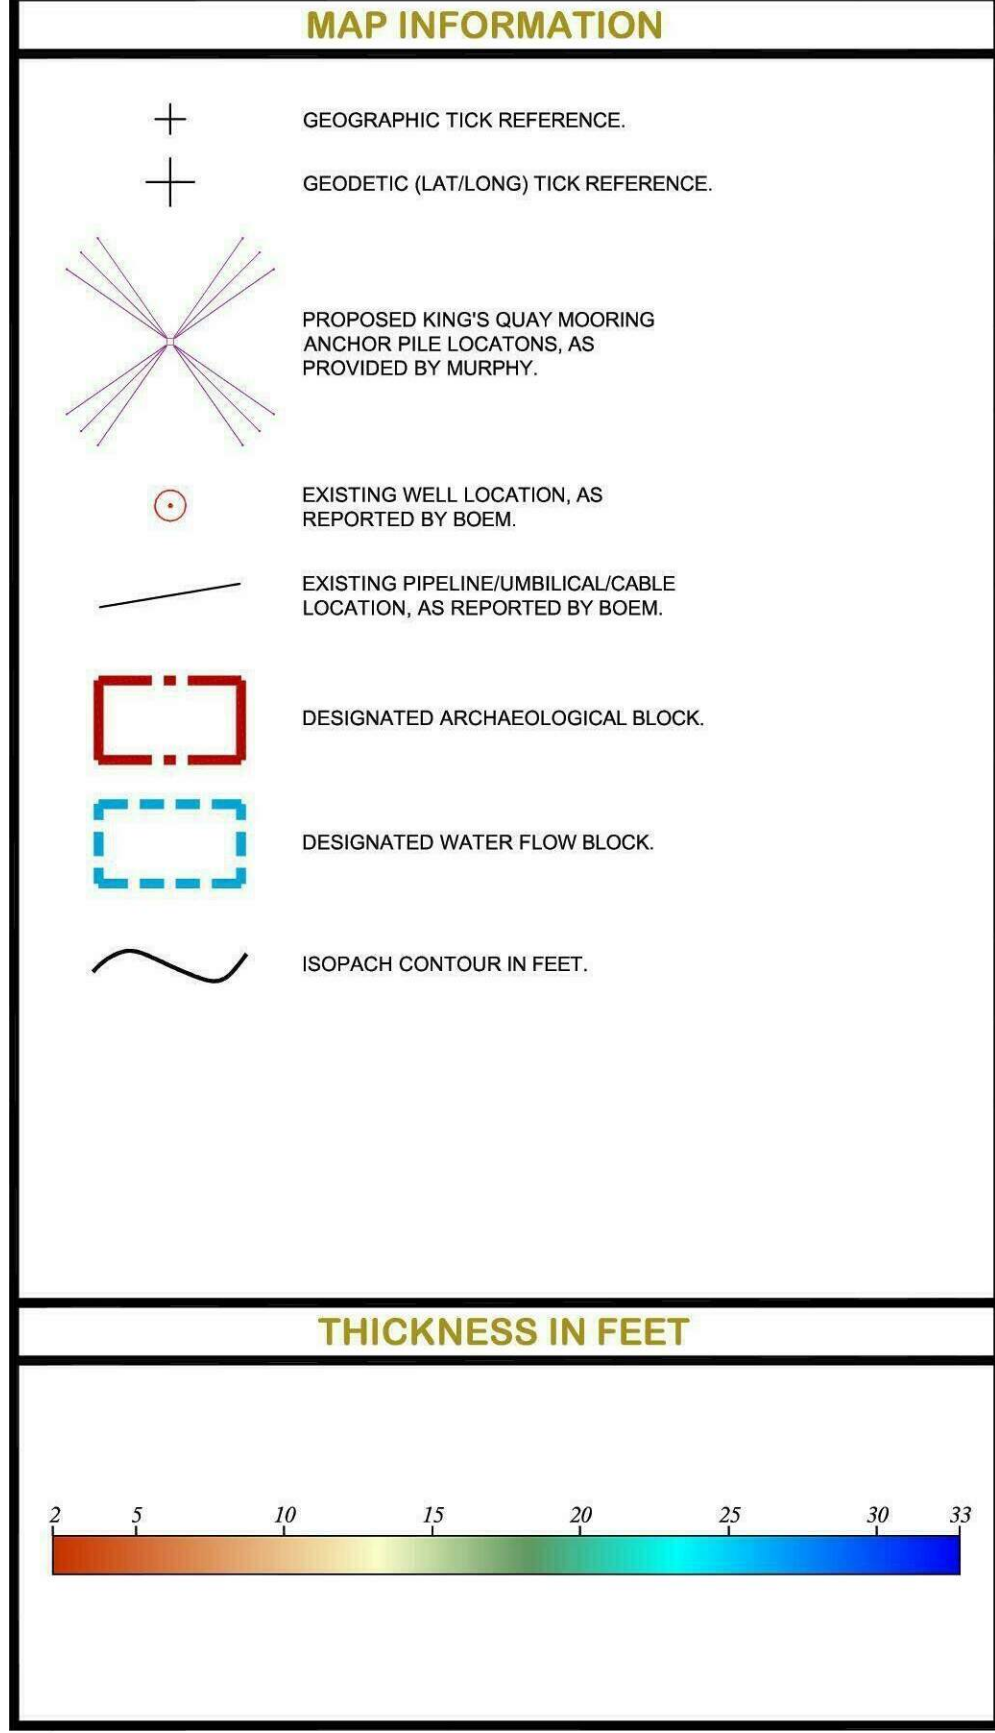 MAP INFORMATION
GEOGRAPHIC TICK REFERENCE.
GEODETIC (LAT/LONG) TICK REFERENCE.
PROPOSED KING'S QUAY MOORING
ANCHOR PILE LOCATONS, AS
PROVIDED BY MURPHY.
EXISTING WELL LOCATION, AS
REPORTED BY BOEM.
EXISTING PIPELINE/UMBILICAL/CABLE
LOCATION, AS REPORTED BY BOEM.
DESIGNATED ARCHAEOLOGICAL BLOCK.
DESIGNATED WATER FLOW BLOCK.
ISOPACH CONTOUR IN FEET.
THICKNESS IN FEET
2 5 10 15 20 25 30 33